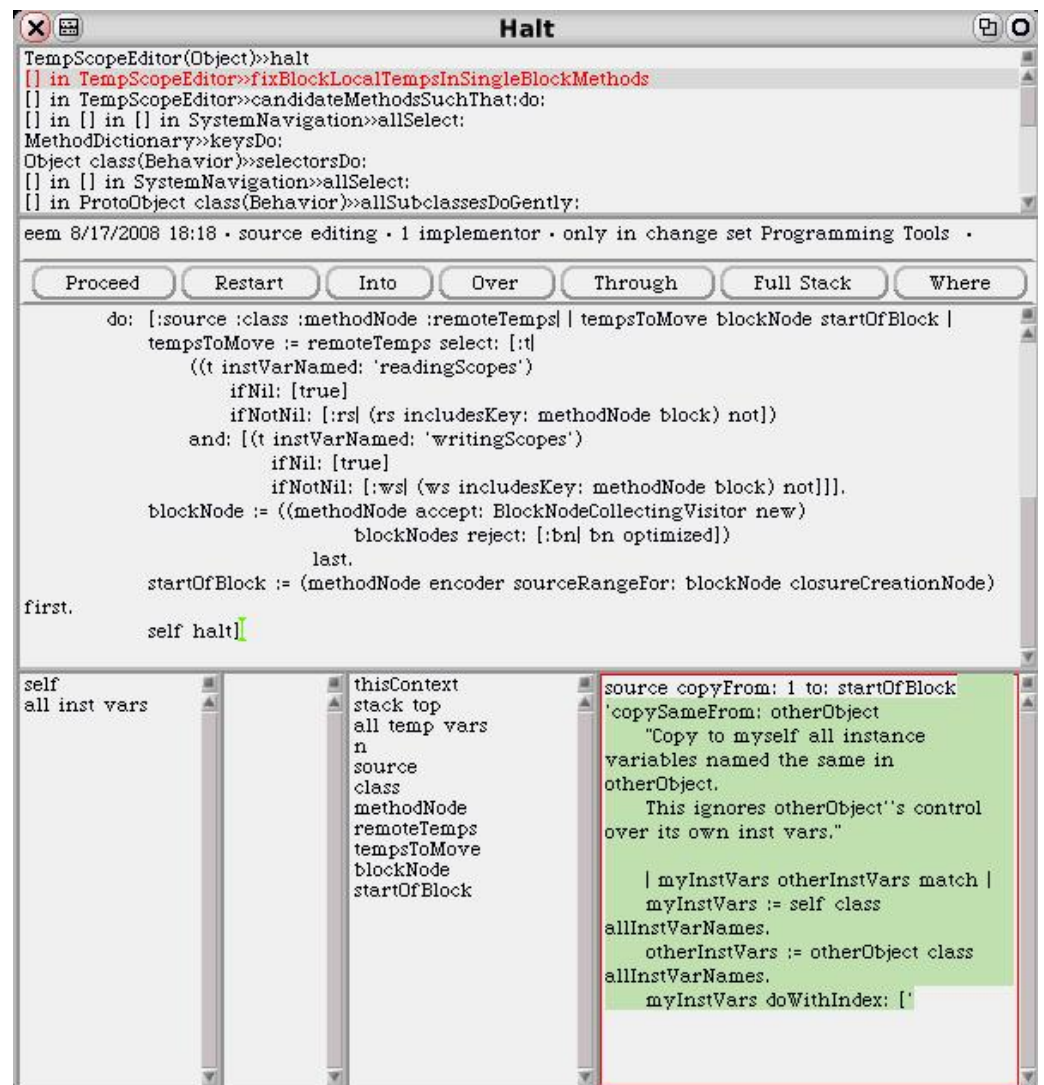 Halt
TempScopeEditor(Object)>>halt
[] in TempScopeEditor>>fixBlockLocalTempsInSingleBlockMethods
[] in TempScopeEditor>>candidateMethodsSuchThat:do:
[] in [] in [] in SystemNavigation>>allSelect:
MethodDictionary>>keysDo:
Object class(Behavior)>>selectorsDo:
[] in [] in SystemNavigation>>allSelect:
[] in ProtoObject class(Behavior)>>allSubclassesDoGently:
eem 8/17/2008 18:18 · source editing · 1 implementor · only in change set Programming Tools ·
Proceed Restart Into Over Through Full Stack Where
do: [:source :class :methodNode :remoteTemps| | tempsToMove blockNode startOfBlock |
tempsToMove := remoteTemps select: [:t|
((t instVarNamed: 'readingScopes')
ifNil: [true]
ifNotNil: [:rs| (rs includesKey: methodNode block) not])
and: [(t instVarNamed: 'writingScopes')
ifNil: [true]
ifNotNil: [:ws| (ws includesKey: methodNode block) not]]].
blockNode := ((methodNode accept: BlockNodeCollectingVisitor new)
blockNodes reject: [:bn| bn optimized])
last.
startOfBlock := (methodNode encoder sourceRangeFor: blockNode closureCreationNode)
first.
self halt]
self
all inst vars
thisContext
stack top
all temp vars
n
source
class
methodNode
remoteTemps
tempsToMove
blockNode
startOfBlock
source copyFrom: 1 to: startOfBlock
'copySameFrom: otherObject
"Copy to myself all instance
variables named the same in
otherObject.
This ignores otherObject''s control
over its own inst vars."
| myInstVars otherInstVars match |
myInstVars := self class
allInstVarNames.
otherInstVars := otherObject class
allInstVarNames.
myInstVars doWithIndex: ['